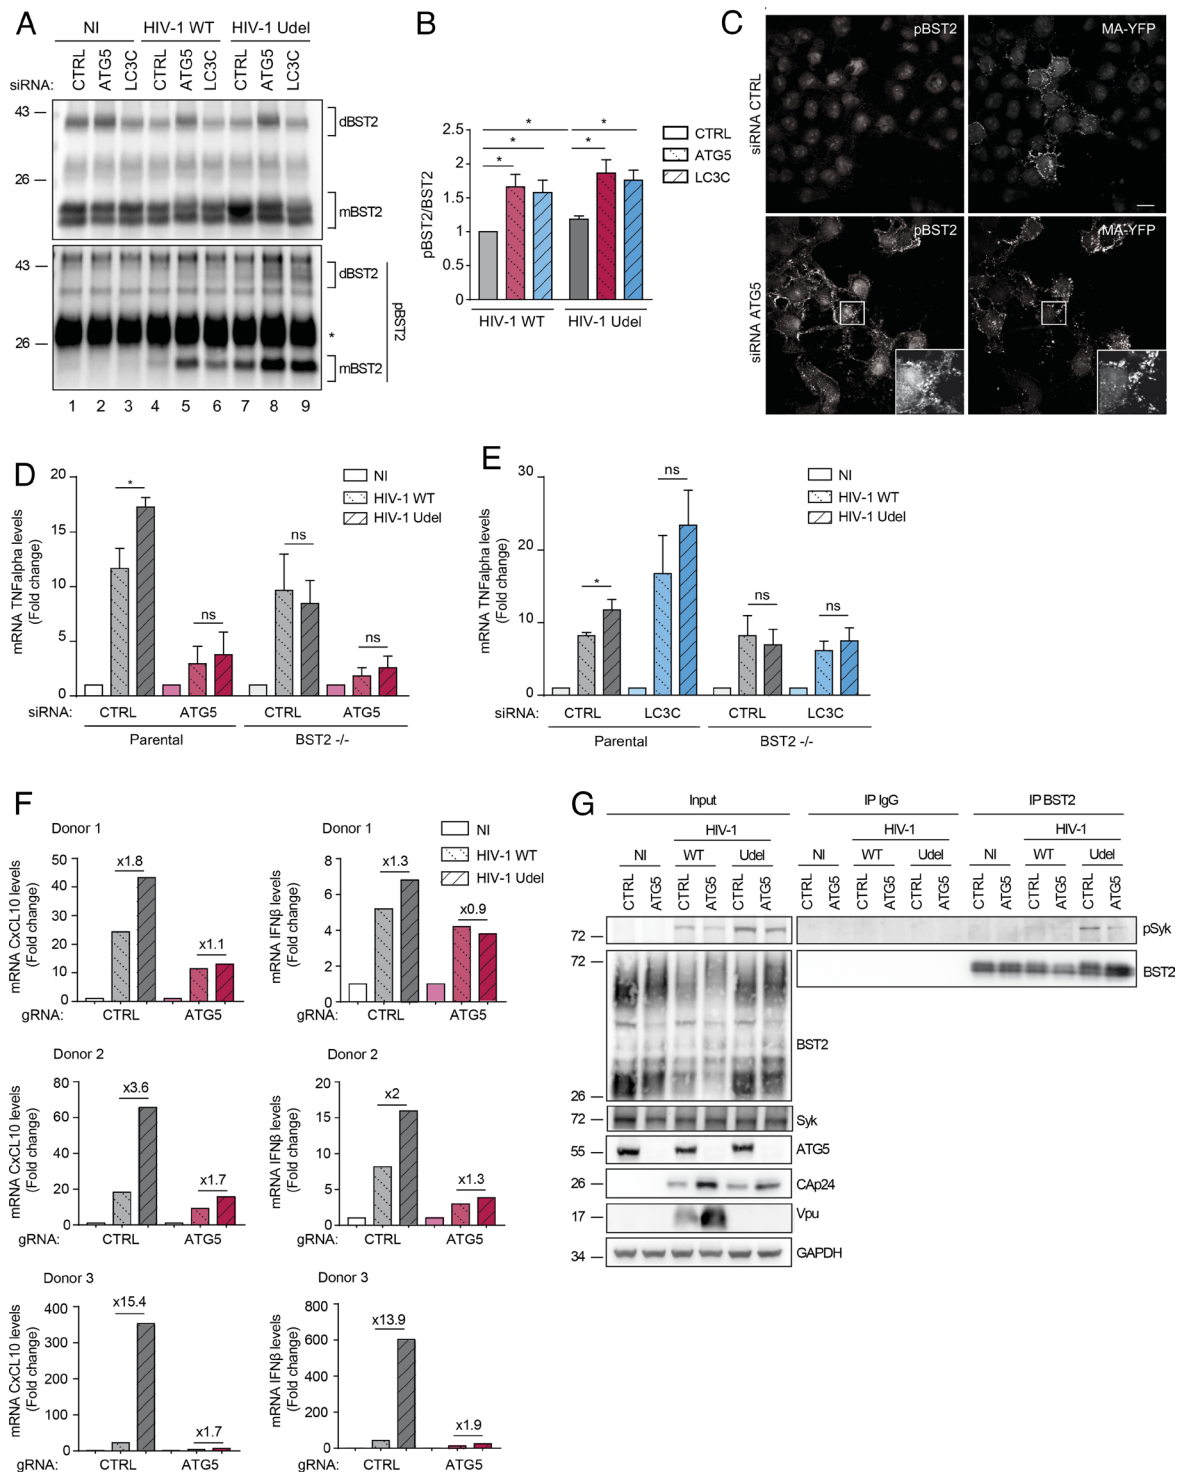 A
NI
HIV-1 WT
HIV-1 Udel
siRNA:
CTRL
ATG5
LC3C
CTRL
ATG5
LC3C
CTRL
ATG5
LC3C
43
dBST2
26
mBST2
43
dBST2
pBST2
*
26
mBST2
1 2 3 4 5 6 7 8 9
B
pBST2/BST2
2.5
2
1.5
1
0.5
0
*
*
*
*
*
HIV-1 WT
HIV-1 Udel
CTRL
ATG5
LC3C
C
siRNA CTRL
pBST2
MA-YFP
siRNA ATG5
pBST2
MA-YFP
D
mRNA TNFalpha levels
(Fold change)
20
15
10
5
0
*
ns
ns
ns
NI
HIV-1 WT
HIV-1 Udel
siRNA:
CTRL
ATG5
CTRL
ATG5
Parental
BST2 -/-
E
mRNA TNFalpha levels
(Fold change)
30
20
10
0
*
ns
ns
ns
NI
HIV-1 WT
HIV-1 Udel
siRNA:
CTRL
LC3C
CTRL
LC3C
Parental
BST2 -/-
F
Donor 1
mRNA CxCL10 levels
(Fold change)
50
40
30
20
10
0
x1.8
x1.1
gRNA:
CTRL
ATG5
Donor 1
mRNA IFNβ levels
(Fold change)
8
6
4
2
0
x1.3
x0.9
NI
HIV-1 WT
HIV-1 Udel
gRNA:
CTRL
ATG5
Donor 2
mRNA CxCL10 levels
(Fold change)
80
60
40
20
0
x3.6
x1.7
gRNA:
CTRL
ATG5
Donor 2
mRNA IFNβ levels
(Fold change)
20
15
10
5
0
x2
x1.3
gRNA:
CTRL
ATG5
Donor 3
mRNA CxCL10 levels
(Fold change)
400
300
200
100
0
x15.4
x1.7
gRNA:
CTRL
ATG5
Donor 3
mRNA IFNβ levels
(Fold change)
800
600
400
200
0
x13.9
x1.9
gRNA:
CTRL
ATG5
G
Input
IP IgG
IP BST2
HIV-1
HIV-1
HIV-1
NI
WT
Udel
NI
WT
Udel
NI
WT
Udel
CTRL
ATG5
CTRL
ATG5
CTRL
ATG5
CTRL
ATG5
CTRL
ATG5
CTRL
ATG5
CTRL
ATG5
CTRL
ATG5
CTRL
ATG5
72
pSyk
72
BST2
BST2
26
72
Syk
55
ATG5
26
CAp24
17
Vpu
34
GAPDH